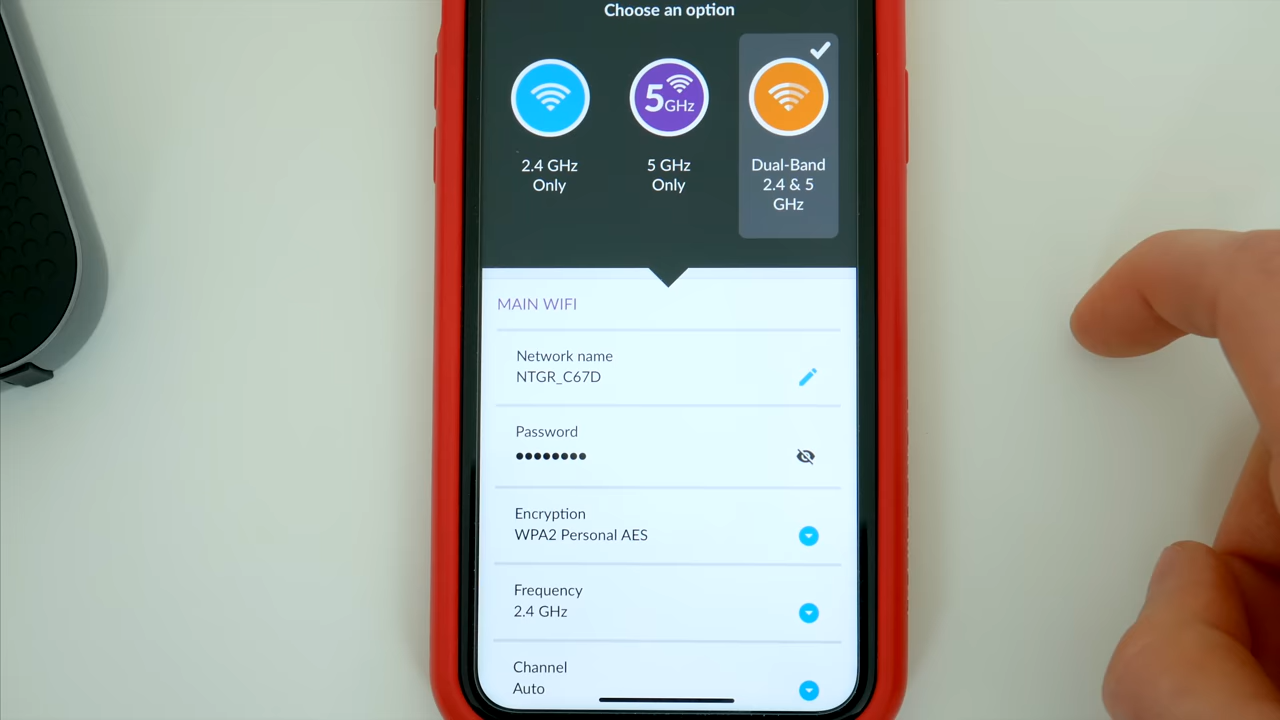 Choose an option
5 GHz
2.4 GHz
Only
5 GHz
Only
Dual-Band
2.4 & 5
GHz
MAIN WIFI
Network name
NTGR_C67D
Password
••••••••
Encryption
WPA2 Personal AES
Frequency
2.4 GHz
Channel
Auto